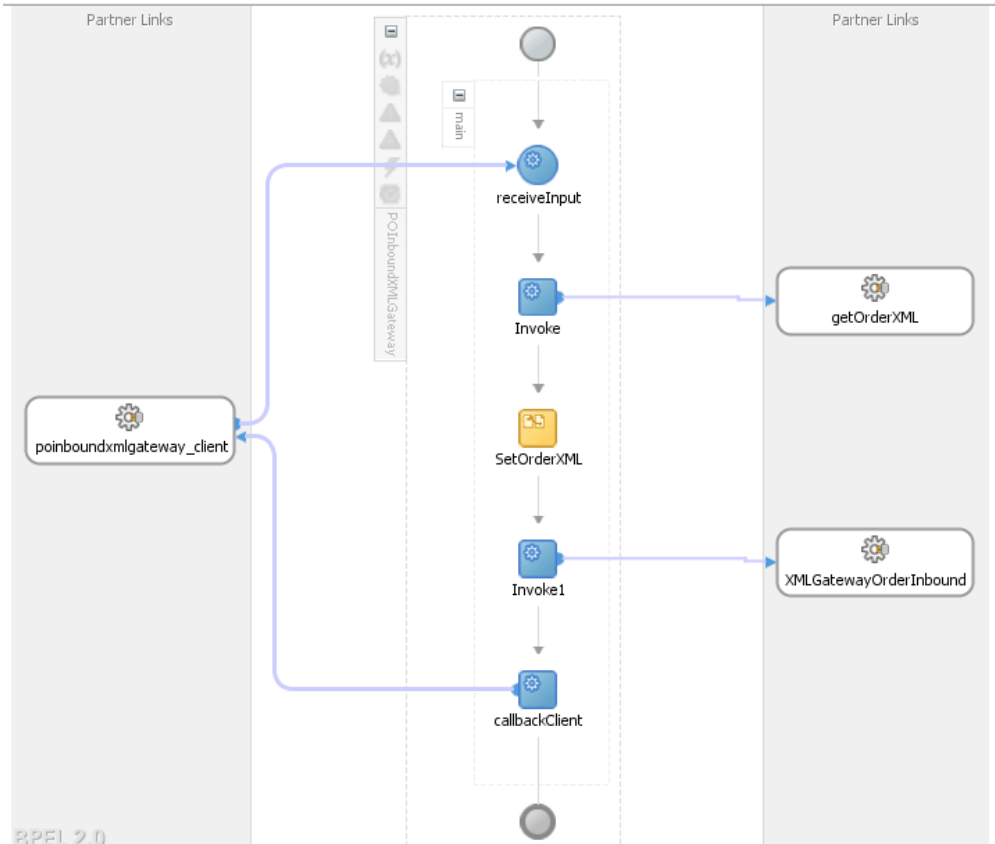 Partner Links
Partner Links
main
receiveInput
POInboundXMLGateway
Invoke
getOrderXML
poinboundxmlgateway_client
SetOrderXML
Invoke1
XMLGatewayOrderInbound
callbackClient
BPEL 2.0